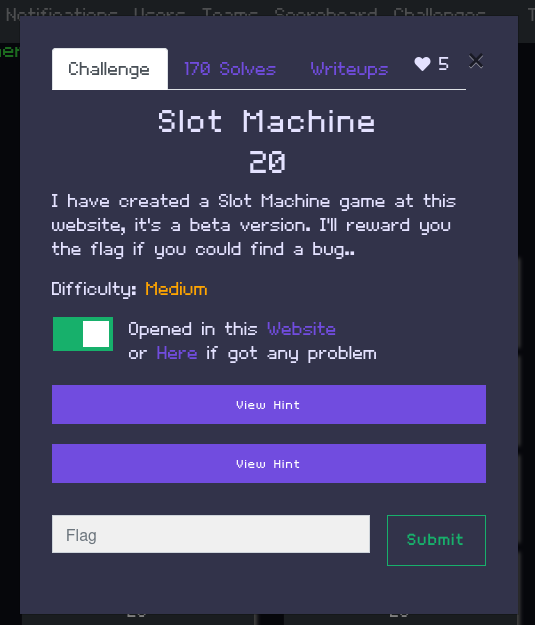 Notifications Users Teams Scoreboard Challenges
Challenge 170 Solves Writeups 5
Slot Machine
20
I have created a Slot Machine game at this
website, it's a beta version. I'll reward you
the flag if you could find a bug..
Difficulty: Medium
Opened in this Website
or Here if got any problem
View Hint
View Hint
Flag Submit
20 20